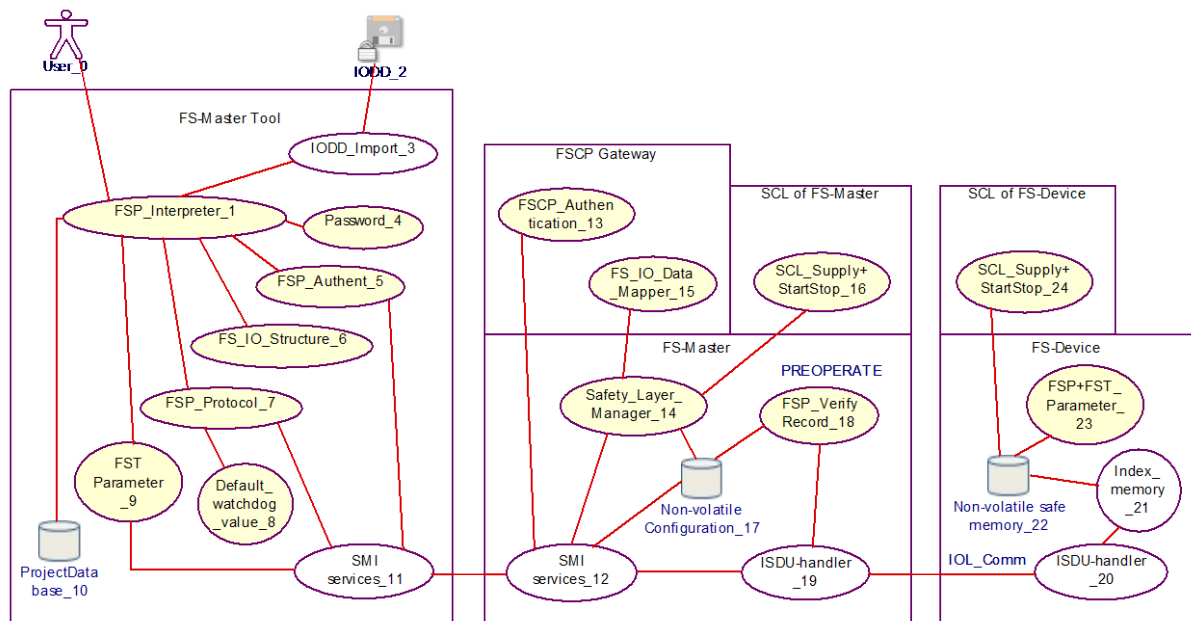 User_0
IODD_2
FS-Master Tool
IODD_Import_3
FSP_Interpreter_1
Password_4
FSP_Authent_5
FS_IO_Structure_6
FSP_Protocol_7
FST
Parameter
_9
Default_
watchdog
_value_8
ProjectData
base_10
SMI
services_11
FSCP Gateway
FSCP_Authen
tication_13
FS_IO_Data
_Mapper_15
SCL of FS-Master
SCL_Supply+
StartStop_16
FS-Master
PREOPERATE
Safety_Layer_
Manager_14
FSP_Verify
Record_18
Non-volatile
Configuration_17
SMI
services_12
ISDU-handler
_19
IOL_Comm
SCL of FS-Device
SCL_Supply+
StartStop_24
FS-Device
FSP+FST_
Parameter_
23
Index_
memory
_21
Non-volatile safe
memory_22
ISDU-handler
_20